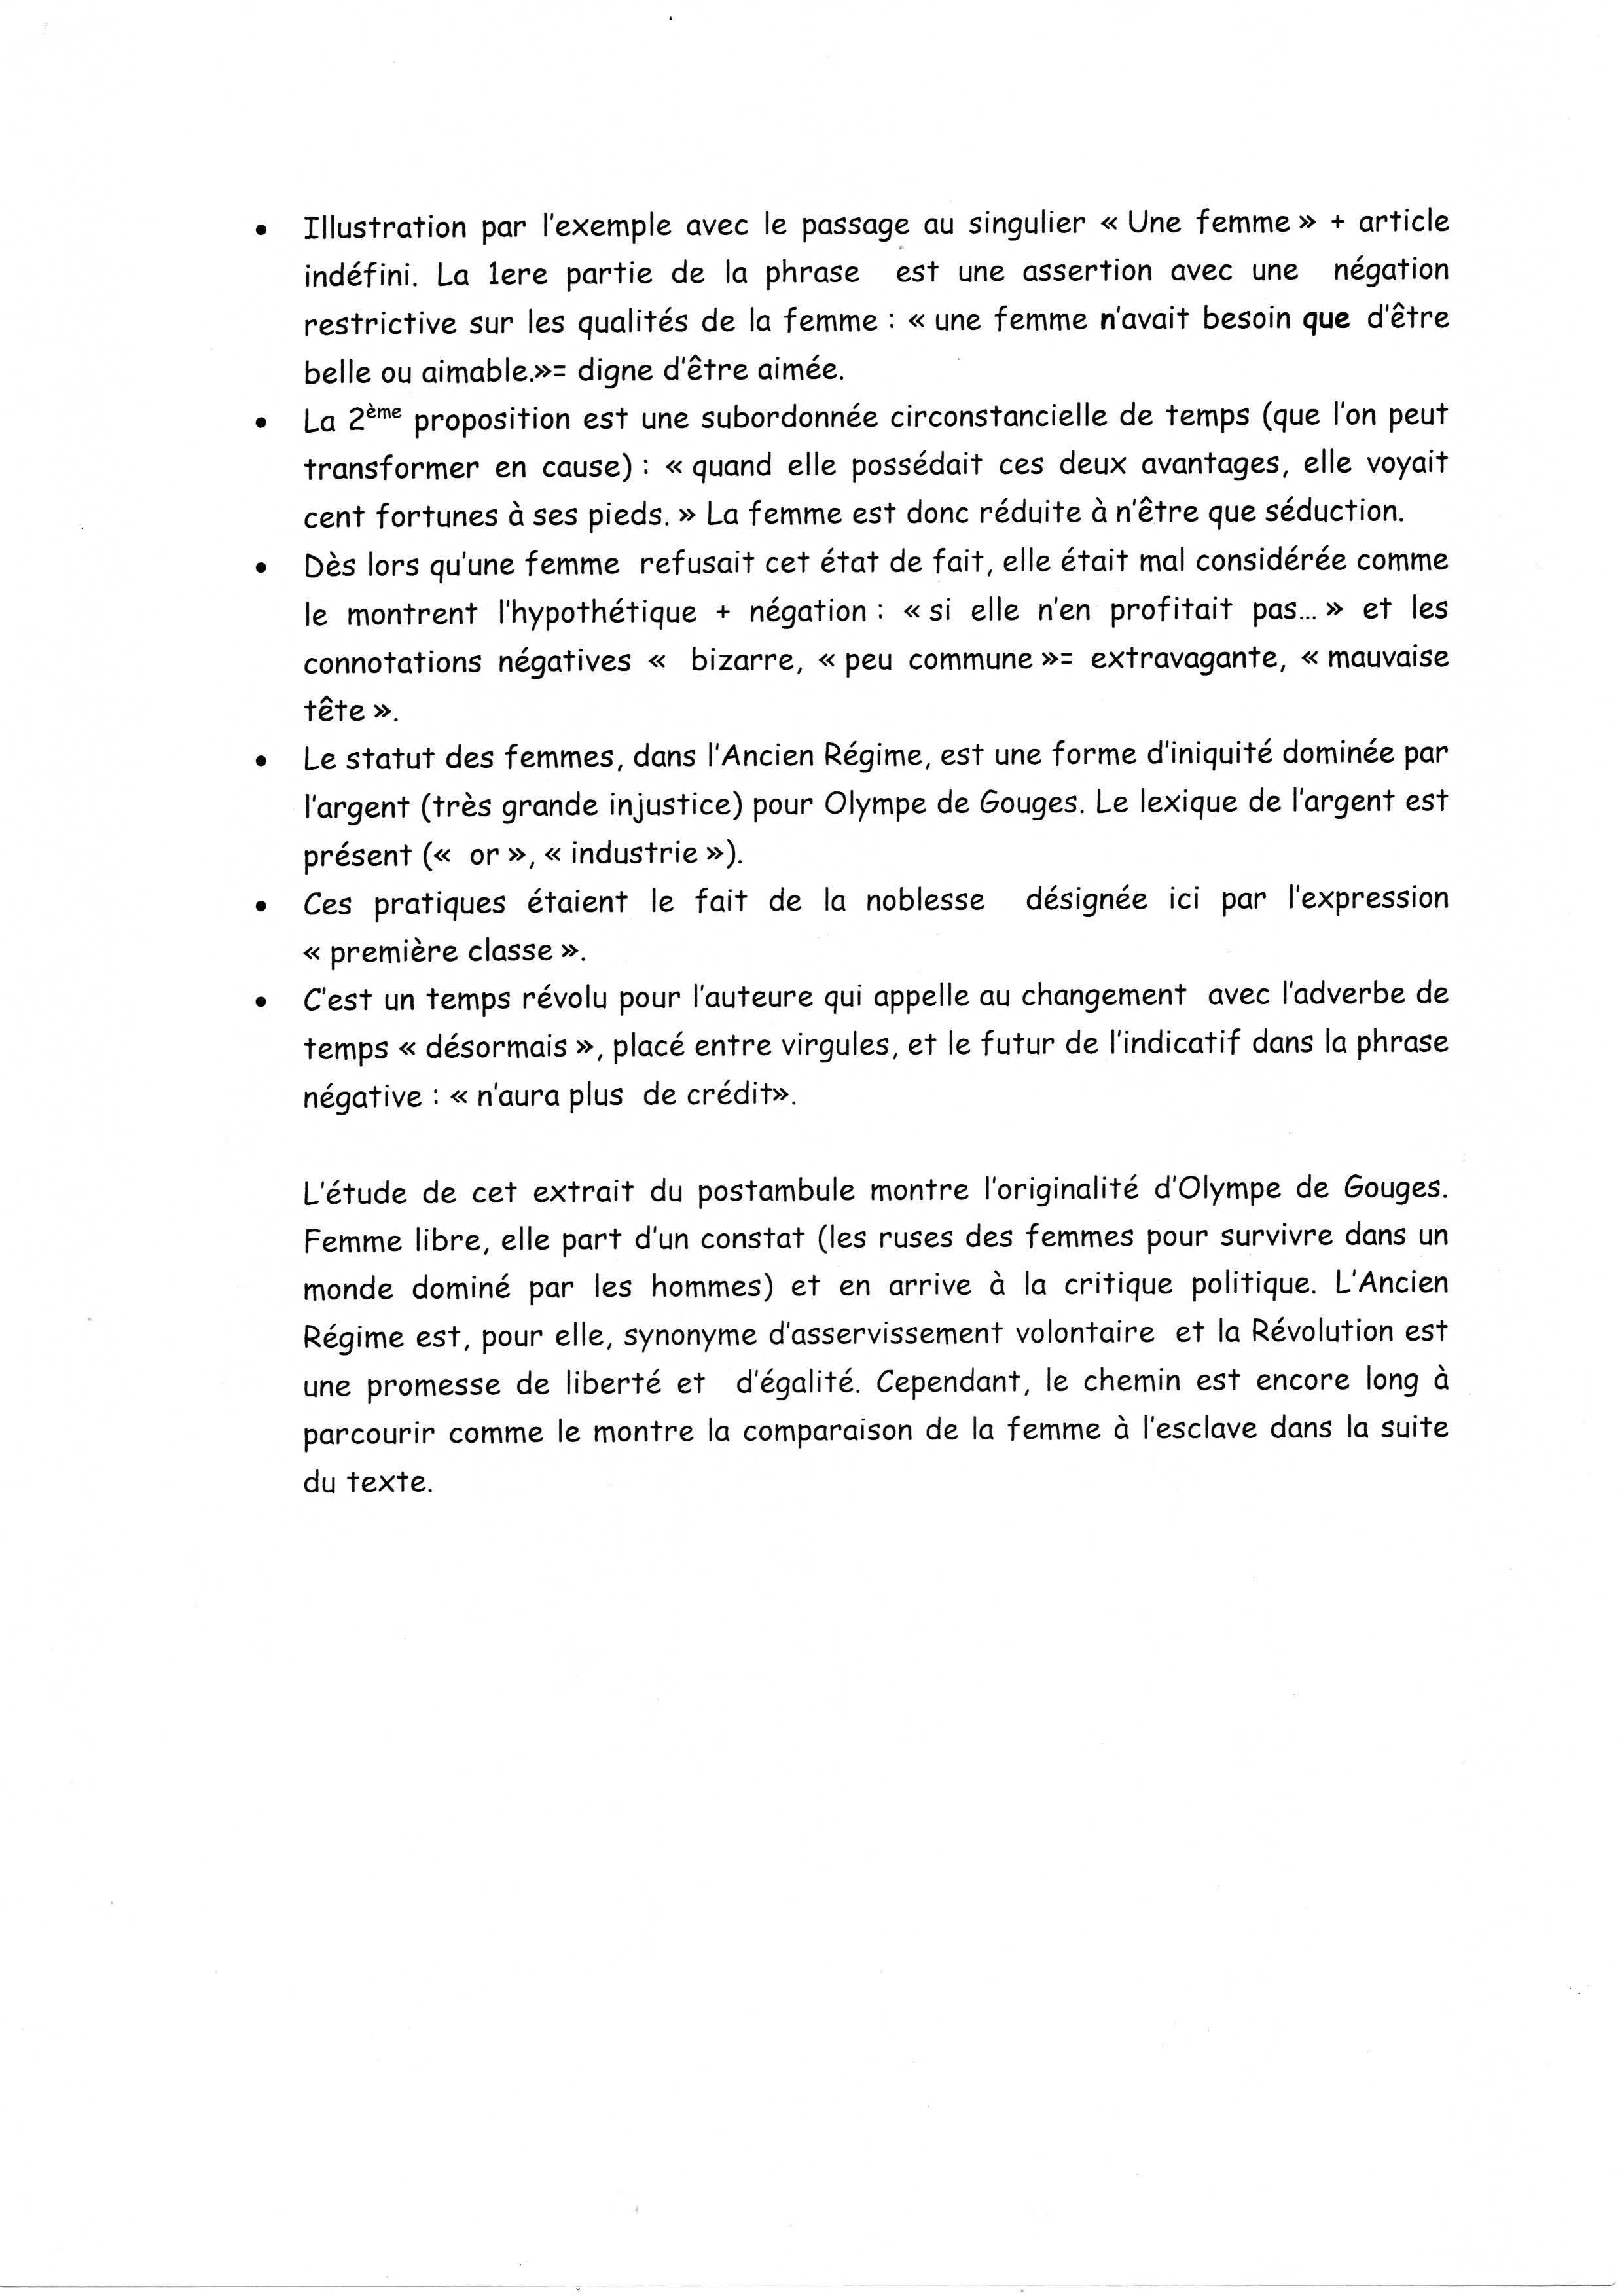 • Illustration par l'exemple avec le passage au singulier « Une femme » + article
indéfini. La 1ere partie de la phrase est une assertion avec une négation
restrictive sur les qualités de la femme : « une femme n'avait besoin que d'être
belle ou aimable.»= digne d'être aimée.
• La 2ème proposition est une subordonnée circonstancielle de temps (que l'on peut
transformer en cause) : « quand elle possédait ces deux avantages, elle voyait
cent fortunes à ses pieds. » La femme est donc réduite à n'être que séduction.
• Dès lors qu'une femme refusait cet état de fait, elle était mal considérée comme
le montrent l'hypothétique + négation : « si elle n'en profitait pas... » et les
connotations négatives « bizarre, « peu commune »= extravagante, « mauvaise
tête ».
• Le statut des femmes, dans l'Ancien Régime, est une forme d'iniquité dominée par
l'argent (très grande injustice) pour Olympe de Gouges. Le lexique de l'argent est
présent (« or », « industrie »).
• Ces pratiques étaient le fait de la noblesse désignée ici par l'expression
« première classe ».
• C'est un temps révolu pour l'auteure qui appelle au changement avec l'adverbe de
temps « désormais », placé entre virgules, et le futur de l'indicatif dans la phrase
négative : « n'aura plus de crédit».
L'étude de cet extrait du postambule montre l'originalité d'Olympe de Gouges.
Femme libre, elle part d'un constat (les ruses des femmes pour survivre dans un
monde dominé par les hommes) et en arrive à la critique politique. L'Ancien
Régime est, pour elle, synonyme d'asservissement volontaire et la Révolution est
une promesse de liberté et d'égalité. Cependant, le chemin est encore long à
parcourir comme le montre la comparaison de la femme à l'esclave dans la suite
du texte.